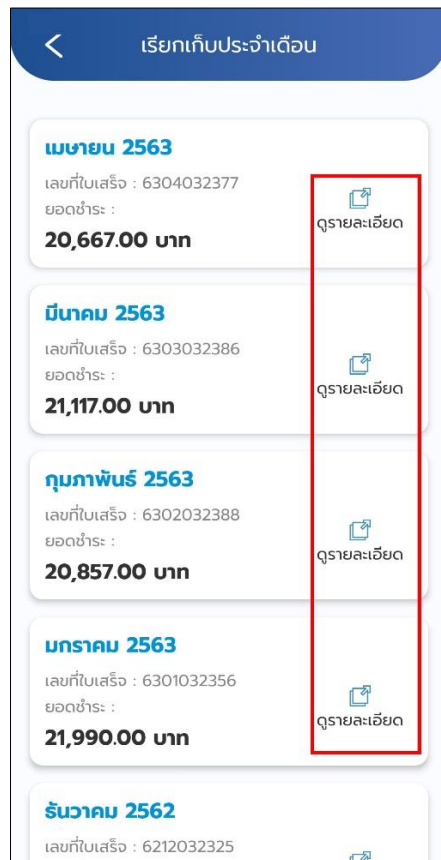 เรียกเก็บประจำเดือน
เมษายน 2563
เลขที่ใบเสร็จ : 6304032377
ยอดชำระ :
20,667.00 บาท
ดูรายละเอียด
มีนาคม 2563
เลขที่ใบเสร็จ : 6303032386
ยอดชำระ :
21,117.00 บาท
ดูรายละเอียด
กุมภาพันธ์ 2563
เลขที่ใบเสร็จ : 6302032388
ยอดชำระ :
20,857.00 บาท
ดูรายละเอียด
มกราคม 2563
เลขที่ใบเสร็จ : 6301032356
ยอดชำระ :
21,990.00 บาท
ดูรายละเอียด
ธันวาคม 2562
เลขที่ใบเสร็จ : 6212032325